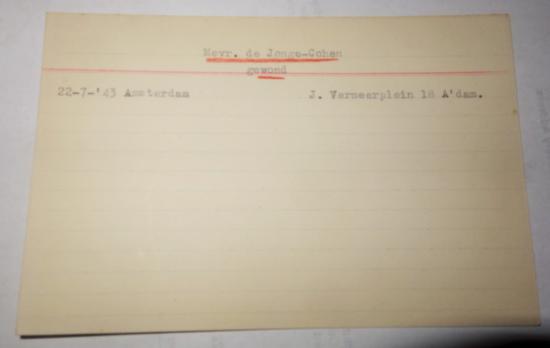 Mevr. de Jonge-Cohen
gewond
22-7-'43 Amsterdam J. Vermeerplein 18 A'dam.